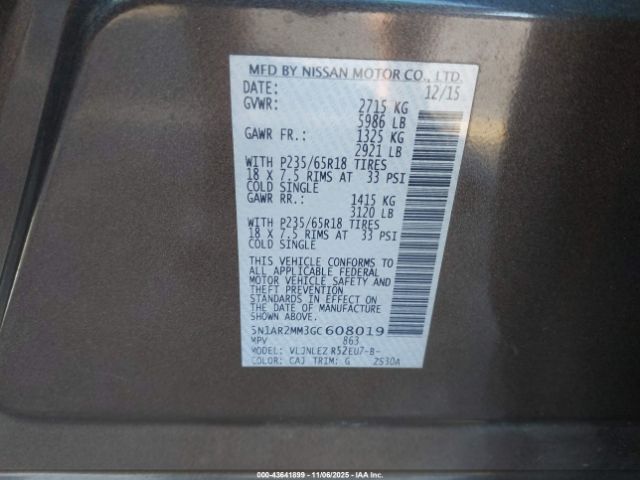 MFD BY NISSAN MOTOR CO., LTD.
DATE: 12/15
GVWR: 2715 KG
5986 LB
GAWR FR.: 1325 KG
2921 LB
WITH P235/65R18 TIRES
18 X 7.5 RIMS AT 33 PSI
COLD SINGLE
GAWR RR.: 1415 KG
3120 LB
WITH P235/65R18 TIRES
18 X 7.5 RIMS AT 33 PSI
COLD SINGLE
THIS VEHICLE CONFORMS TO
ALL APPLICABLE FEDERAL
MOTOR VEHICLE SAFETY AND
THEFT PREVENTION
STANDARDS IN EFFECT ON
THE DATE OF MANUFACTURE
SHOWN ABOVE.
5N1AR2MM3GC608019
MPV 863
MODEL: R52EU7-B-
COLOR: CAJ TRIM: G 2530A
00-43641899 - 11/06/2025 - IAA Inc.